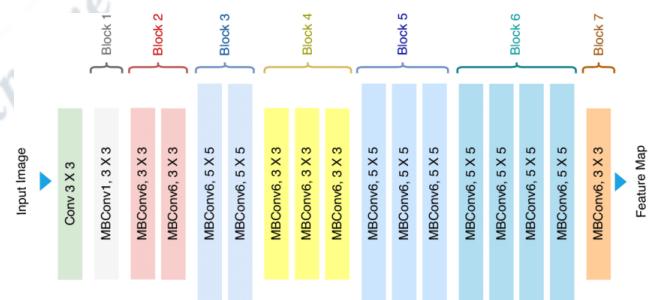 Block 1
Block 2
Block 3
Block 4
Block 5
Block 6
Block 7
Input Image
Conv 3 X 3
MBConv1, 3 X 3
MBConv6, 3 X 3
MBConv6, 3 X 3
MBConv6, 5 X 5
MBConv6, 5 X 5
MBConv6, 3 X 3
MBConv6, 3 X 3
MBConv6, 3 X 3
MBConv6, 5 X 5
MBConv6, 5 X 5
MBConv6, 5 X 5
MBConv6, 5 X 5
MBConv6, 5 X 5
MBConv6, 5 X 5
MBConv6, 5 X 5
MBConv6, 3 X 3
Feature Map